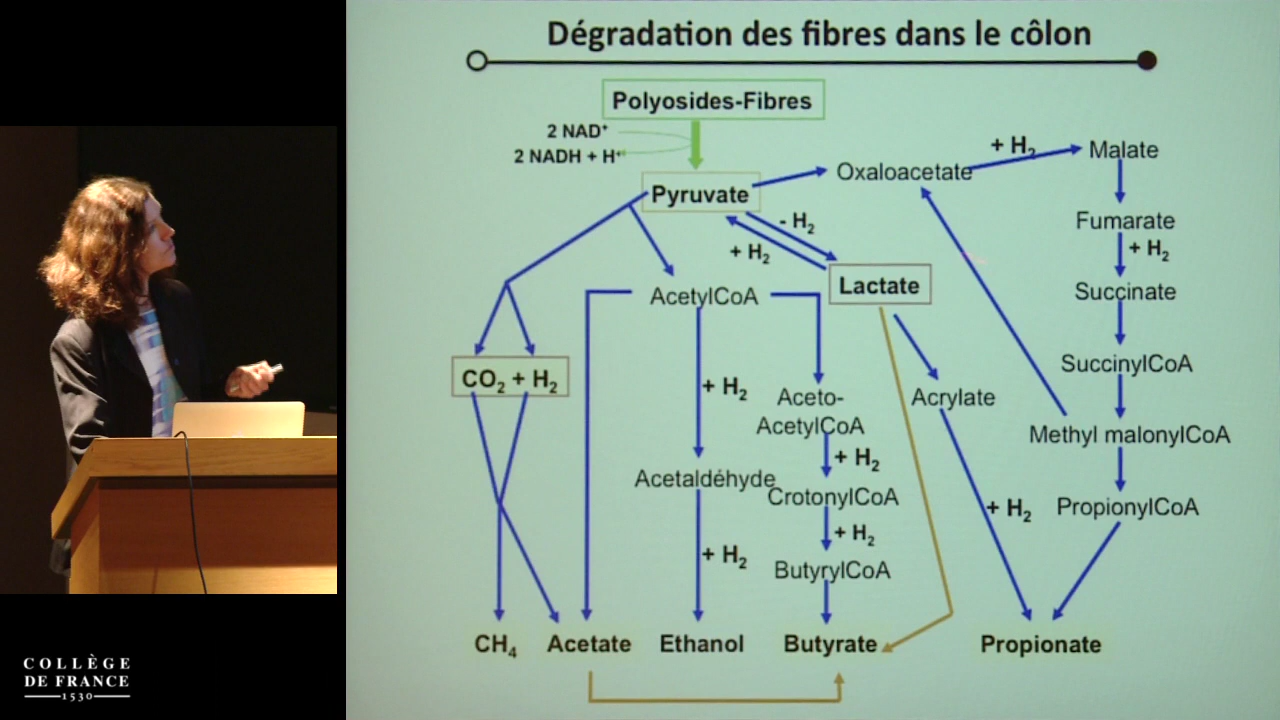 Dégradation des fibres dans le côlon
Polyosides-Fibres
2 NAD⁺
2 NADH + H⁺
Pyruvate
Oxaloacetate
+ H₂
Malate
- H₂
+ H₂
Fumarate
+ H₂
AcetylCoA
Lactate
Succinate
CO₂ + H₂
+ H₂
Aceto-
AcetylCoA
Acrylate
SuccinylCoA
+ H₂
Methyl malonylCoA
Acetaldéhyde
CrotonylCoA
+ H₂
PropionylCoA
+ H₂
+ H₂
ButyrylCoA
CH₄
Acetate
Ethanol
Butyrate
Propionate
COLLÈGE
DE FRANCE
1530